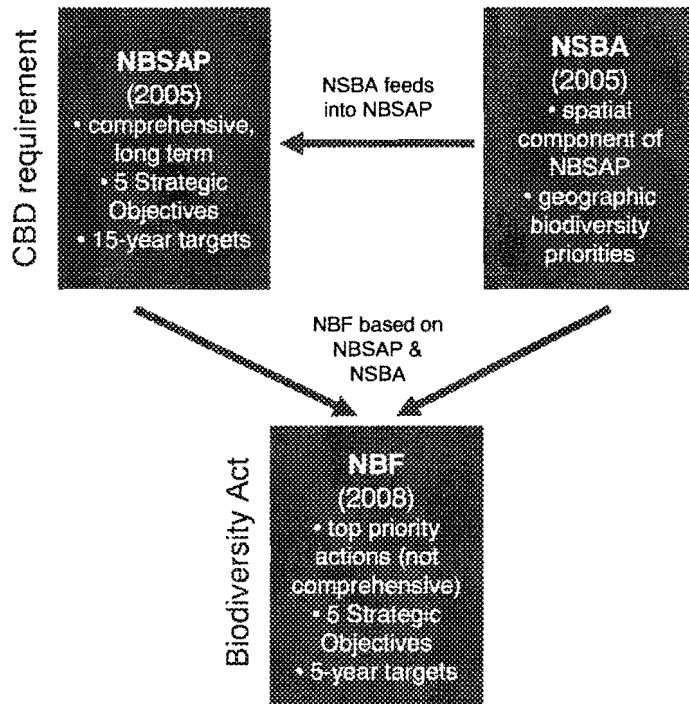 CBD requirement
NBSAP
(2005)
• comprehensive,
long term
• 5 Strategic
Objectives
• 15-year targets
NSBA feeds
into NBSAP
NSBA
(2005)
• spatial
component of
NBSAP
• geographic
biodiversity
priorities
NBF based on
NBSAP &
NSBA
Biodiversity Act
NBF
(2008)
• top priority
actions (not
comprehensive)
• 5 Strategic
Objectives
• 5-year targets